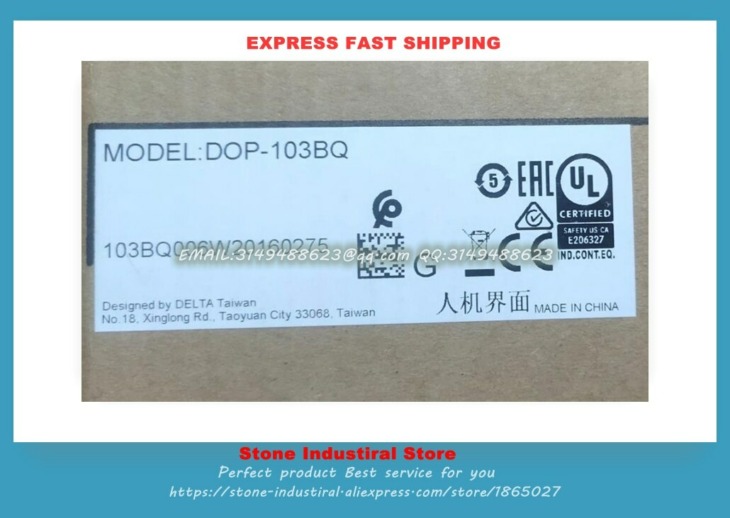 EXPRESS FAST SHIPPING
MODEL:DOP-103BQ
5 EAC UL
CERTIFIED
SAFETY US CA
E206327
IND.CONT.EQ.
103BQ006W/20160275
EMAIL:3149488623@qq.com QQ:3149488623
G CE
Designed by DELTA Taiwan
No.18, Xinglong Rd., Taoyuan City 33068, Taiwan
人机界面 MADE IN CHINA
Stone Industiral Store
Perfect product Best service for you
https://stone-industiral.aliexpress.com/store/1865027